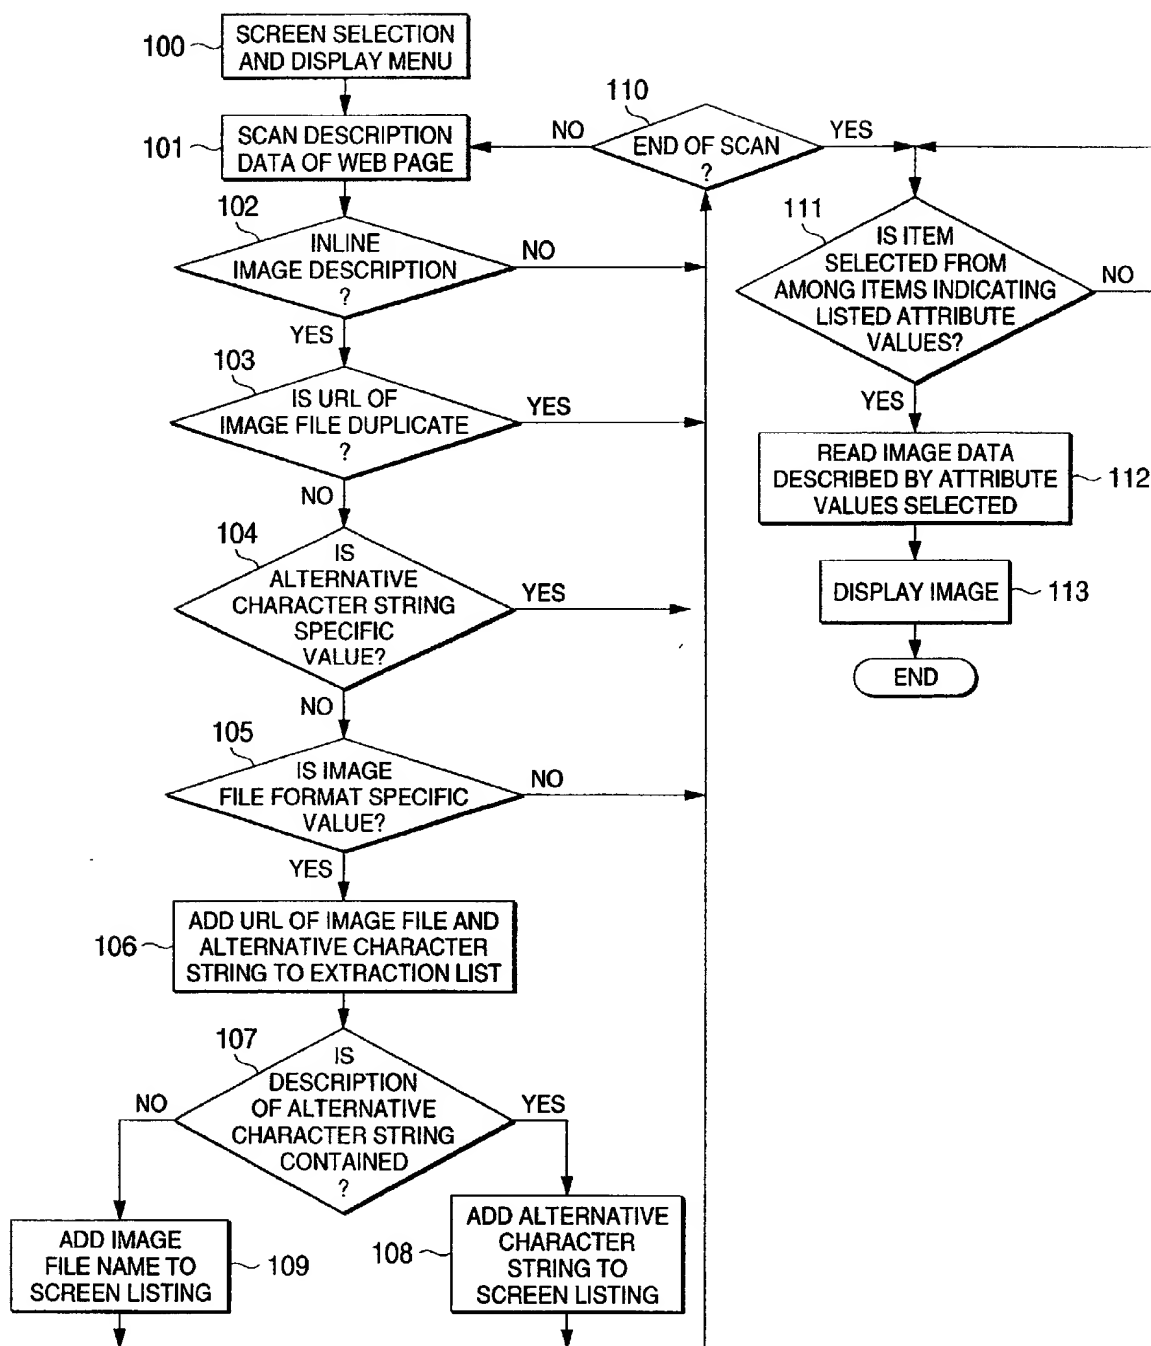 100
SCREEN SELECTION
AND DISPLAY MENU
101
SCAN DESCRIPTION
DATA OF WEB PAGE
102
INLINE
IMAGE DESCRIPTION
?
NO
YES
103
IS URL OF
IMAGE FILE DUPLICATE
?
YES
NO
104
IS
ALTERNATIVE
CHARACTER STRING
SPECIFIC
VALUE?
YES
NO
105
IS IMAGE
FILE FORMAT SPECIFIC
VALUE?
NO
YES
106
ADD URL OF IMAGE FILE AND
ALTERNATIVE CHARACTER
STRING TO EXTRACTION LIST
107
IS
DESCRIPTION
OF ALTERNATIVE
CHARACTER STRING
CONTAINED
?
NO
YES
ADD IMAGE
FILE NAME TO
SCREEN LISTING
109
108
ADD ALTERNATIVE
CHARACTER
STRING TO
SCREEN LISTING
110
NO
END OF SCAN
?
YES
111
IS ITEM
SELECTED FROM
AMONG ITEMS INDICATING
LISTED ATTRIBUTE
VALUES?
NO
YES
READ IMAGE DATA
DESCRIBED BY ATTRIBUTE
VALUES SELECTED
112
DISPLAY IMAGE
113
END